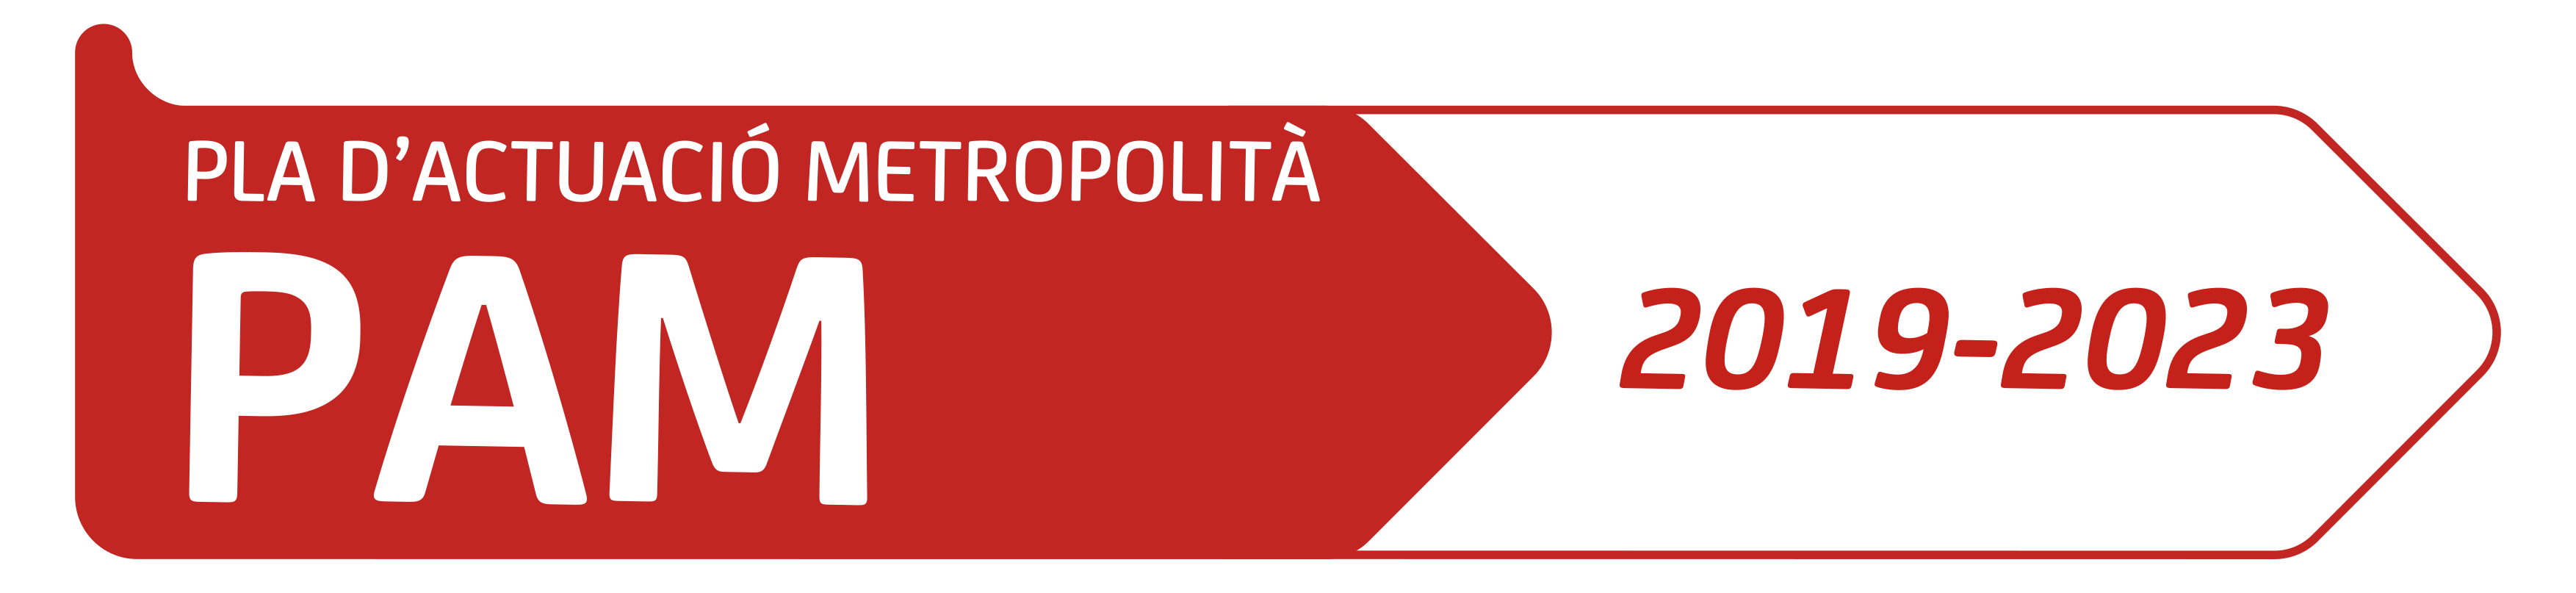 PLA D'ACTUACIÓ METROPOLITÀ
PAM
2019-2023